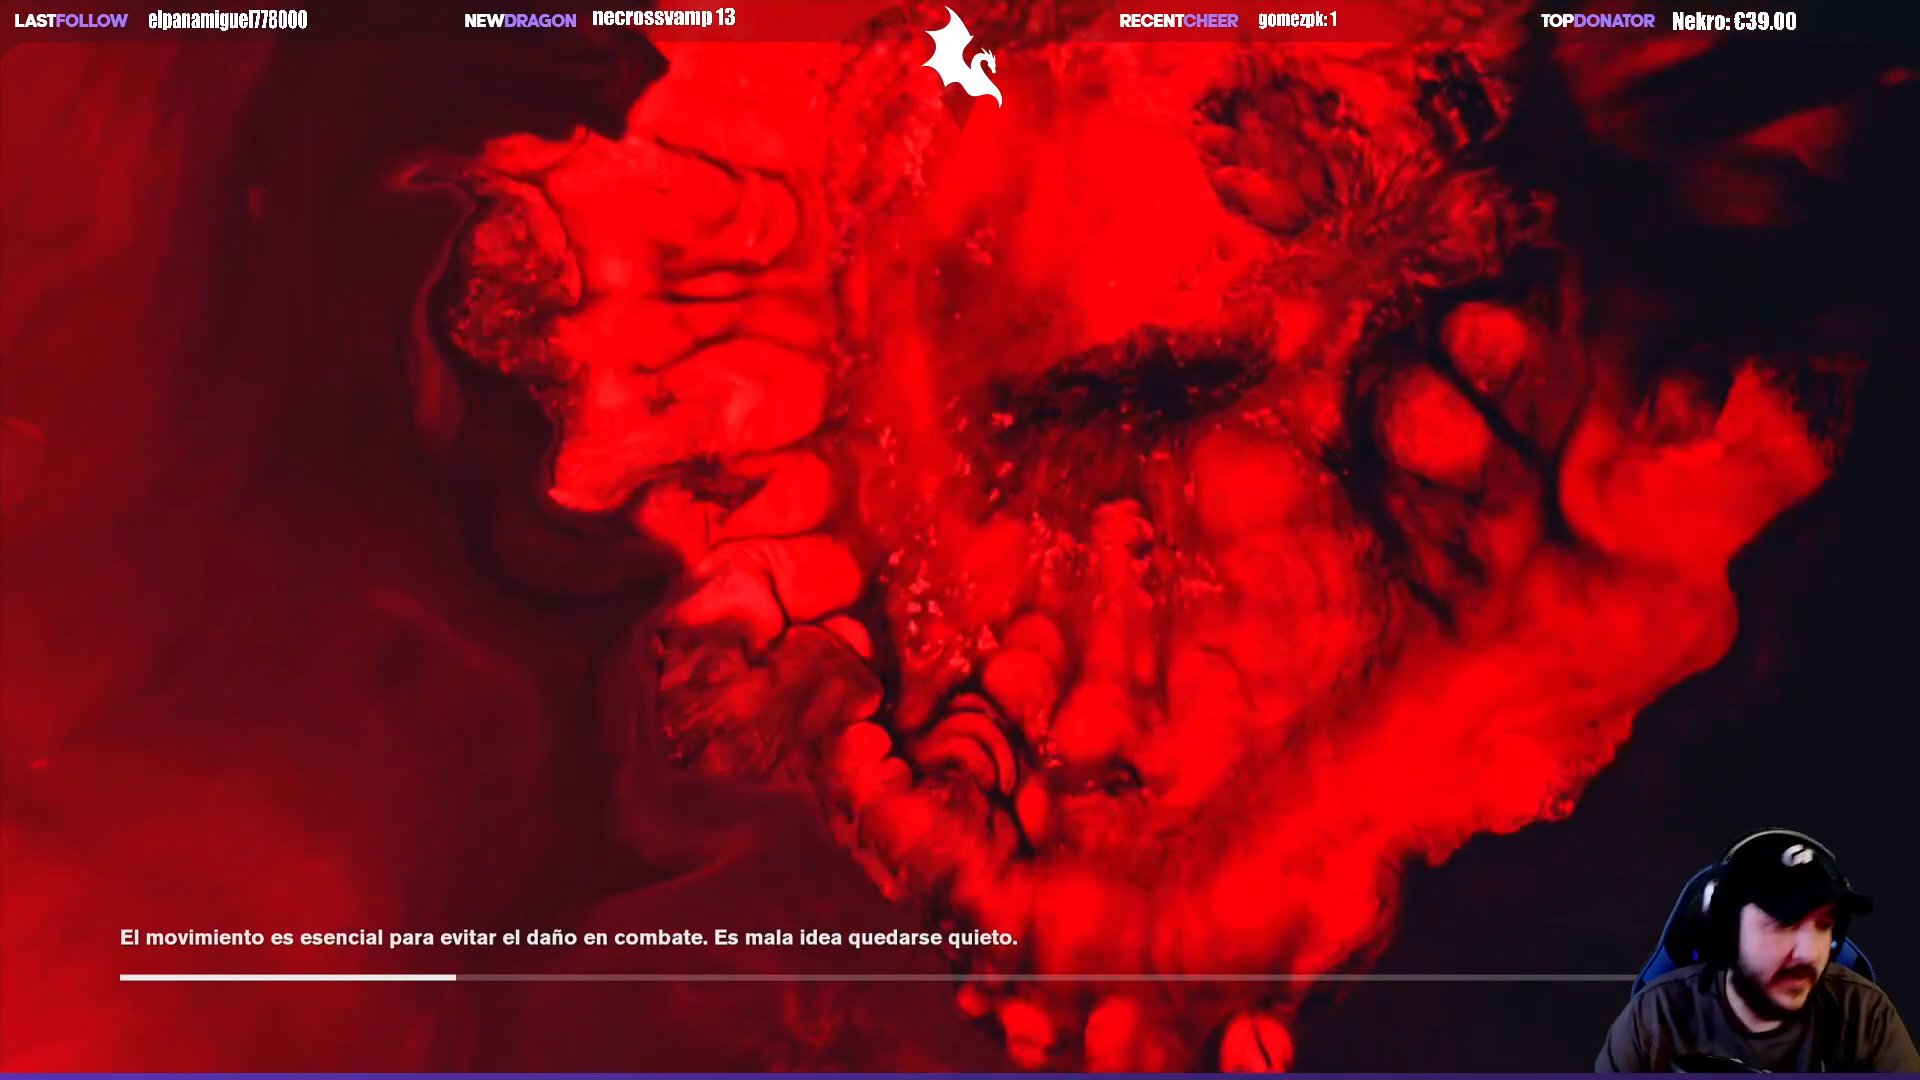 LASTFOLLOW elpanamiguel778000 NEWDRAGON necrossvamp 13 RECENTCHEER gomezpk: 1 TOPDONATOR Nekro: €39.00
El movimiento es esencial para evitar el daño en combate. Es mala idea quedarse quieto.